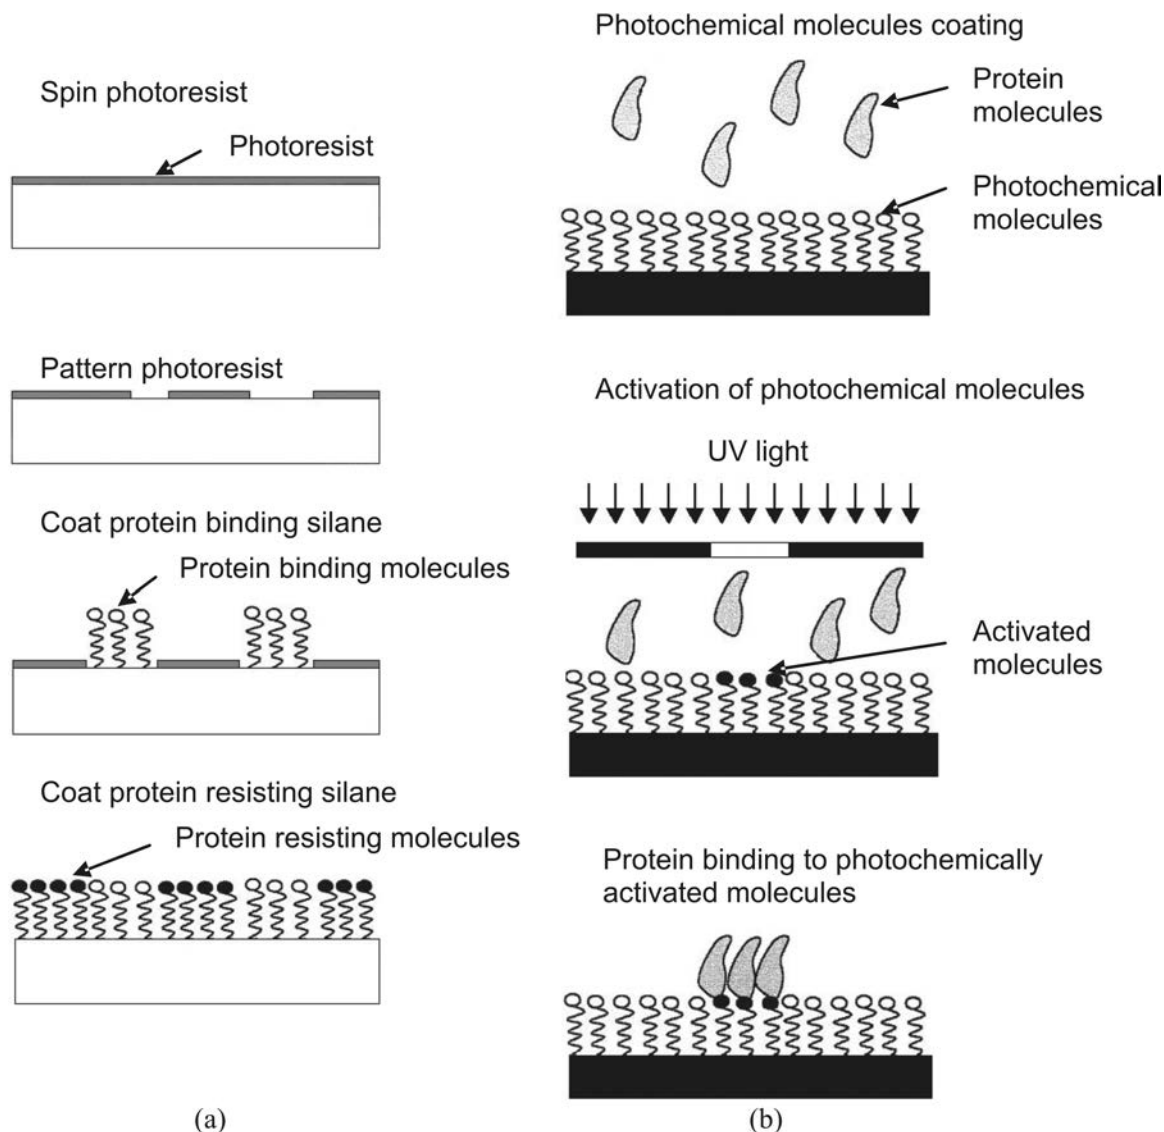 Spin photoresist
Photoresist
Pattern photoresist
Coat protein binding silane
Protein binding molecules
Coat protein resisting silane
Protein resisting molecules
(a)
Photochemical molecules coating
Protein
molecules
Photochemical
molecules
Activation of photochemical molecules
UV light
Activated
molecules
Protein binding to photochemically
activated molecules
(b)